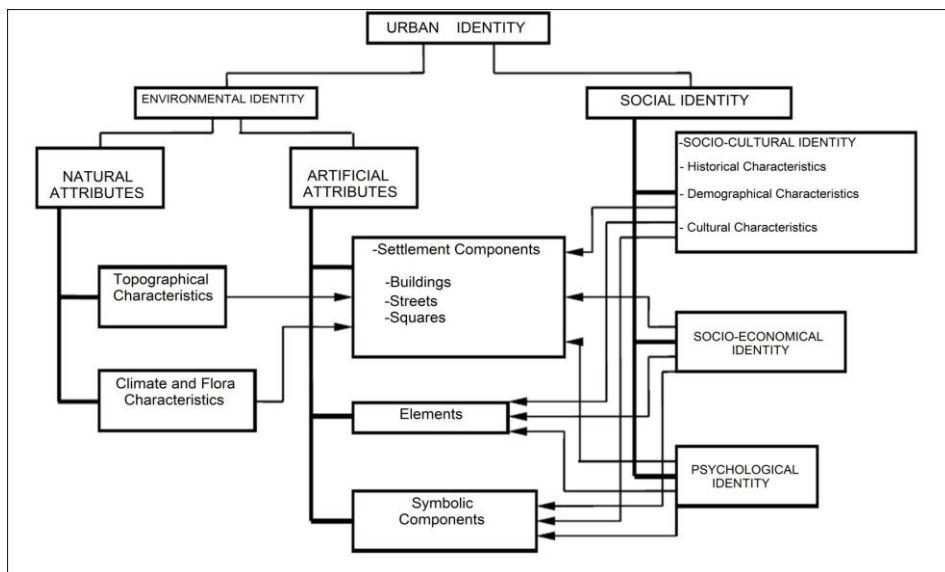 URBAN IDENTITY
ENVIRONMENTAL IDENTITY
SOCIAL IDENTITY
NATURAL
ATTRIBUTES
ARTIFICIAL
ATTRIBUTES
-SOCIO-CULTURAL IDENTITY
- Historical Characteristics
- Demographical Characteristics
- Cultural Characteristics
-Settlement Components
-Buildings
-Streets
-Squares
Topographical
Characteristics
SOCIO-ECONOMICAL
IDENTITY
Climate and Flora
Characteristics
Elements
PSYCHOLOGICAL
IDENTITY
Symbolic
Components